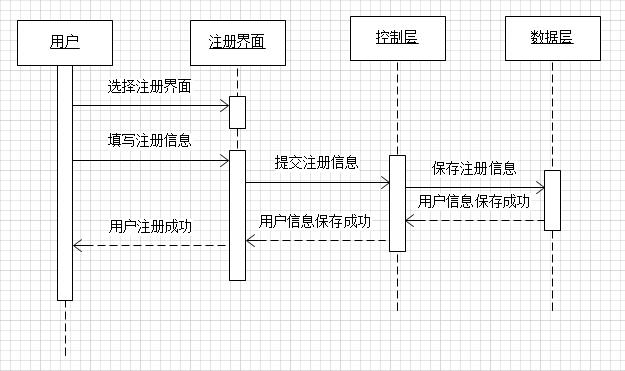 用户
注册界面
控制层
数据层
选择注册界面
填写注册信息
提交注册信息
保存注册信息
用户信息保存成功
用户信息保存成功
用户注册成功